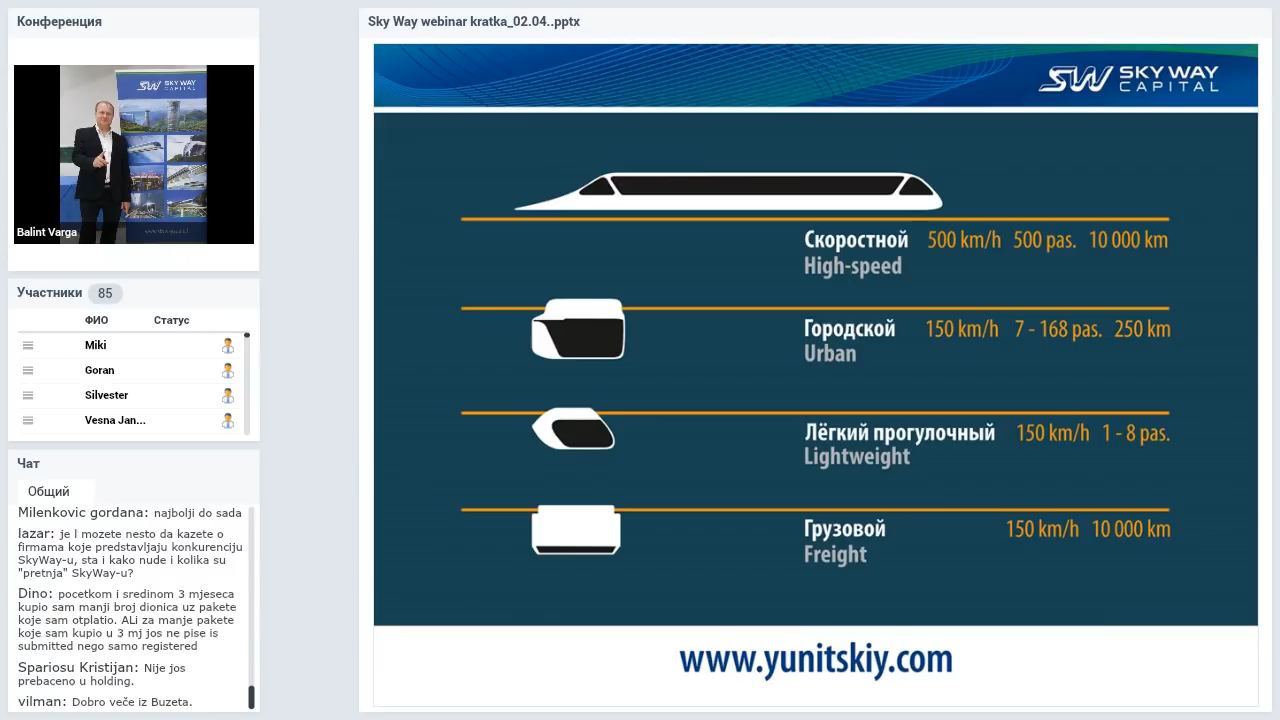 Конференция
SW SKY WAY
CAPITAL
Balint Varga
Участники 85
ФИО Статус
Miki
Goran
Silvester
Vesna Jan...
Чат
Общий
Milenkovic gordana: najbolji do sada
lazar: je l mozete nesto da kazete o
firmama koje predstavljaju konkurenciju
SkyWay-u, sta i kako nude i kolika su
"pretnja" SkyWay-u?
Dino: pocetkom i sredinom 3 mjeseca
kupio sam manji broj dionica uz pakete
koje sam otplatio. ALi za manje pakete
koje sam kupio u 3 mj jos ne pise is
submitted nego samo registered
Spariosu Kristijan: Nije jos
prebaceno u holding.
vilman: Dobro veče iz Buzeta.
Sky Way webinar kratka_02.04..pptx
SW SKY WAY
CAPITAL
Скоростной 500 km/h 500 pas. 10 000 km
High-speed
Городской 150 km/h 7 - 168 pas. 250 km
Urban
Лёгкий прогулочный 150 km/h 1 - 8 pas.
Lightweight
Грузовой 150 km/h 10 000 km
Freight
www.yunitskiy.com